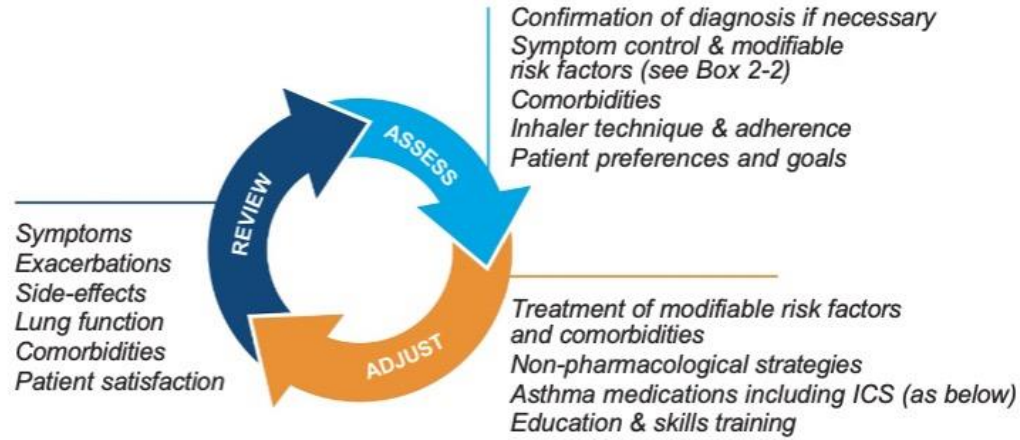 Confirmation of diagnosis if necessary
Symptom control & modifiable
risk factors (see Box 2-2)
Comorbidities
Inhaler technique & adherence
Patient preferences and goals
ASSESS
REVIEW
Symptoms
Exacerbations
Side-effects
Lung function
Comorbidities
Patient satisfaction
ADJUST
Treatment of modifiable risk factors
and comorbidities
Non-pharmacological strategies
Asthma medications including ICS (as below)
Education & skills training